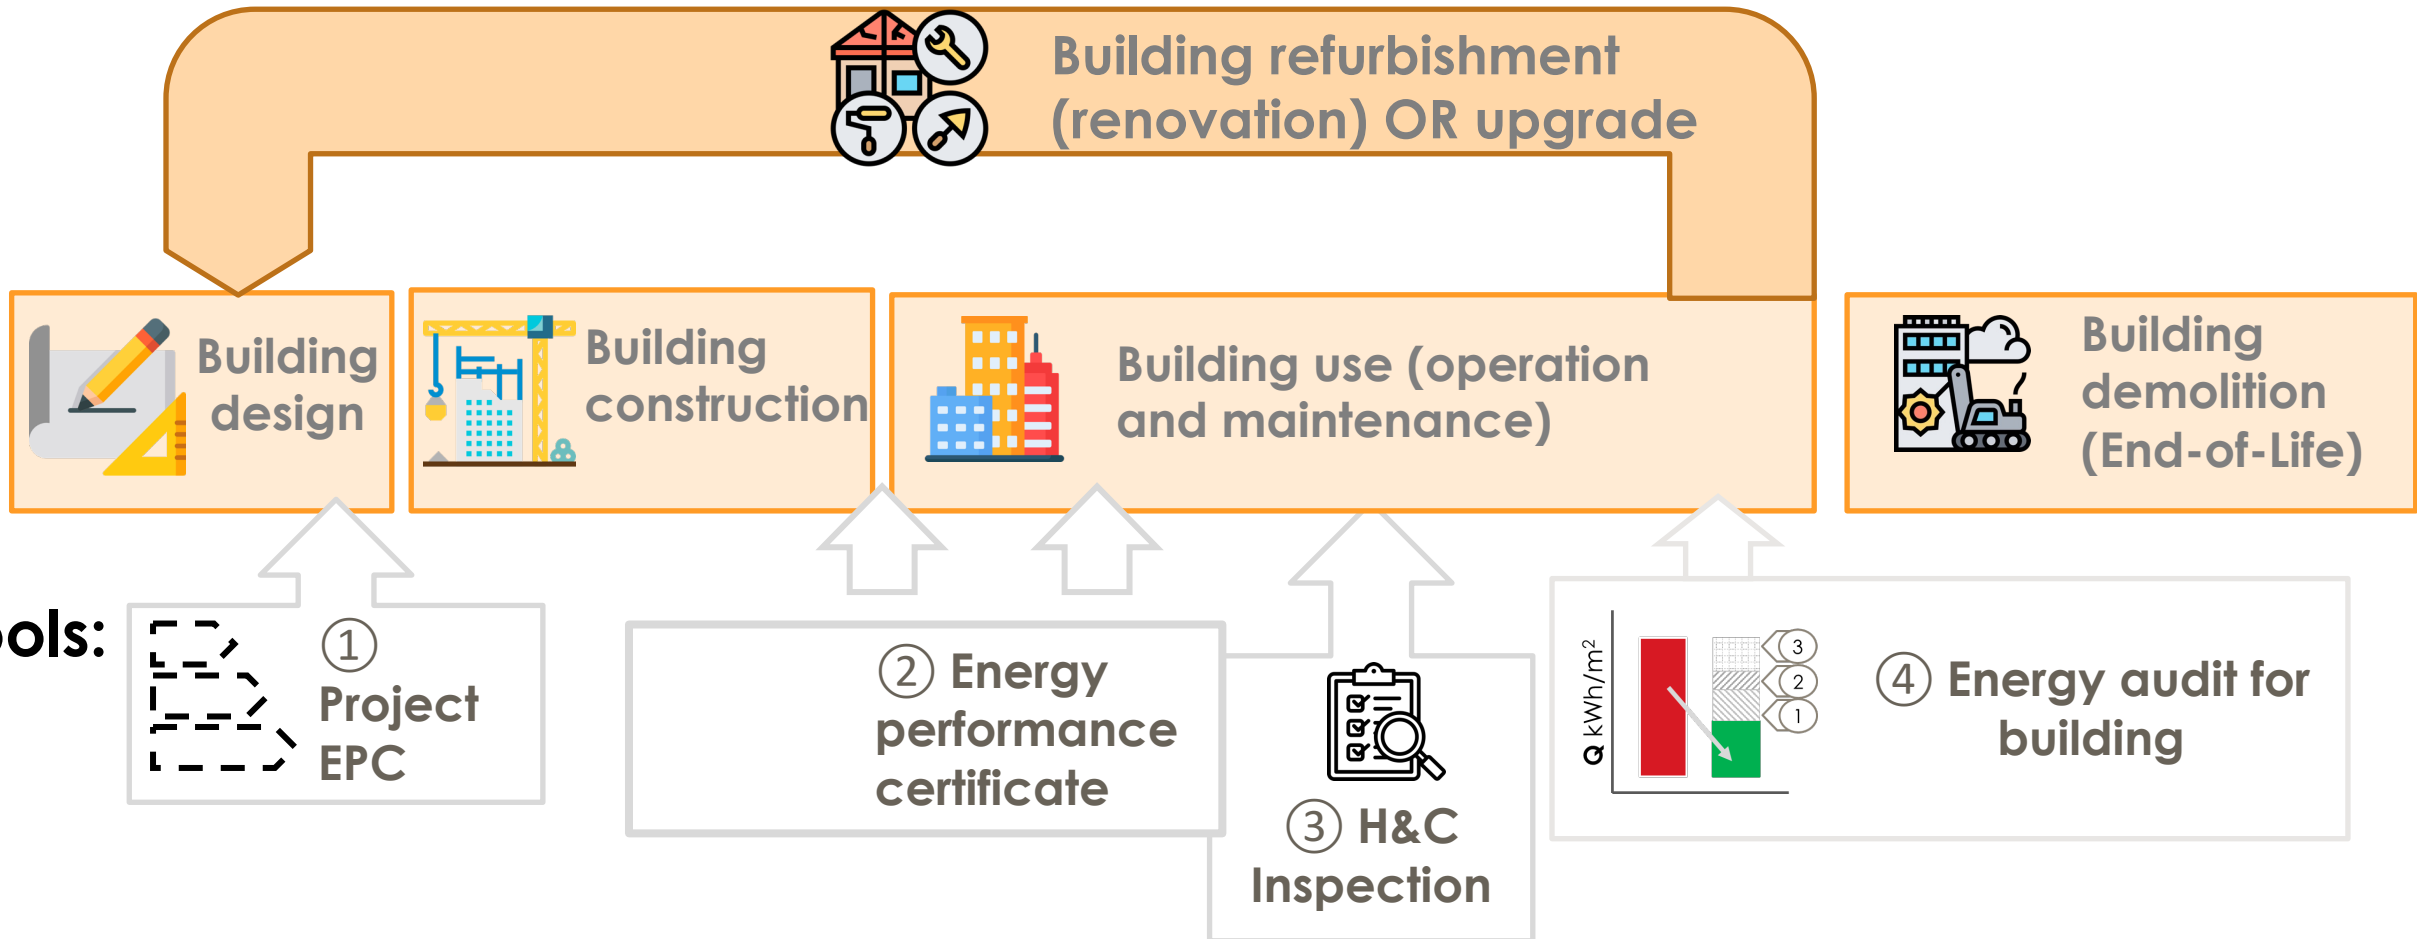 Building refurbishment
(renovation) OR upgrade
Building
design
Building
construction
Building use (operation
and maintenance)
Building
demolition
(End-of-Life)
ools:
①
Project
EPC
② Energy
performance
certificate
③ H&C
Inspection
Q kWh/m²
3
2
1
④ Energy audit for
building